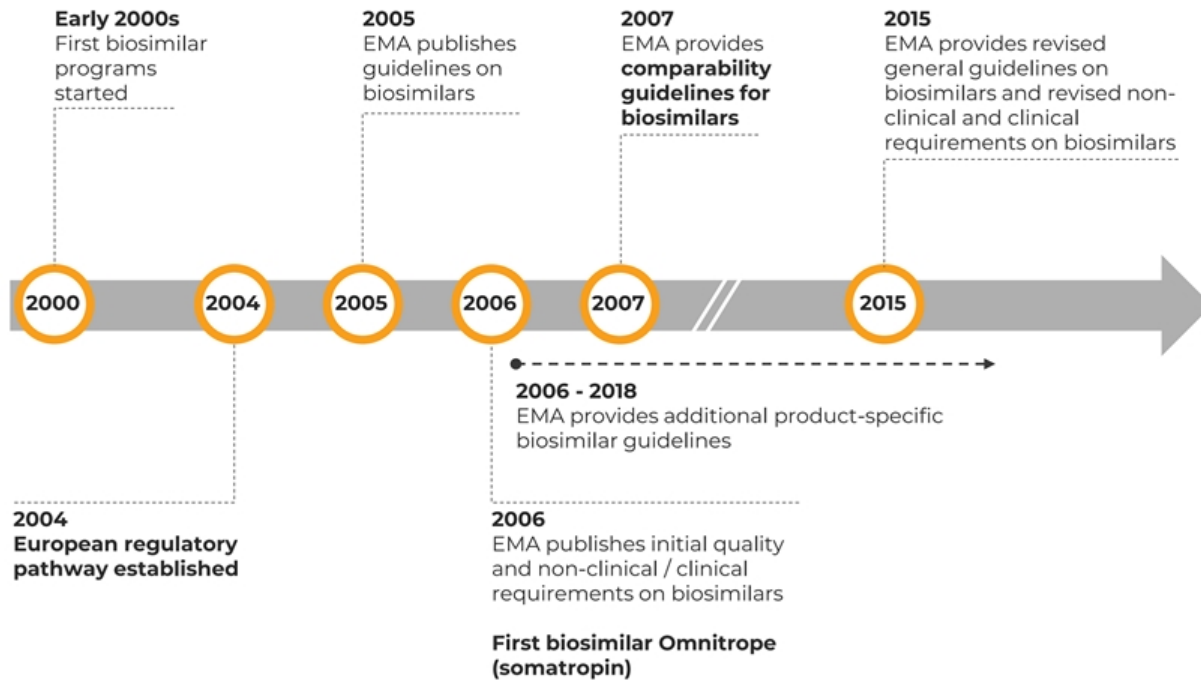 Early 2000s
First biosimilar
programs
started
2005
EMA publishes
guidelines on
biosimilars
2007
EMA provides
comparability
guidelines for
biosimilars
2015
EMA provides revised
general guidelines on
biosimilars and revised non-
clinical and clinical
requirements on biosimilars
2000
2004
2005
2006
2007
2015
2006 - 2018
EMA provides additional product-specific
biosimilar guidelines
2004
European regulatory
pathway established
2006
EMA publishes initial quality
and non-clinical / clinical
requirements on biosimilars
First biosimilar Omnitrope
(somatropin)